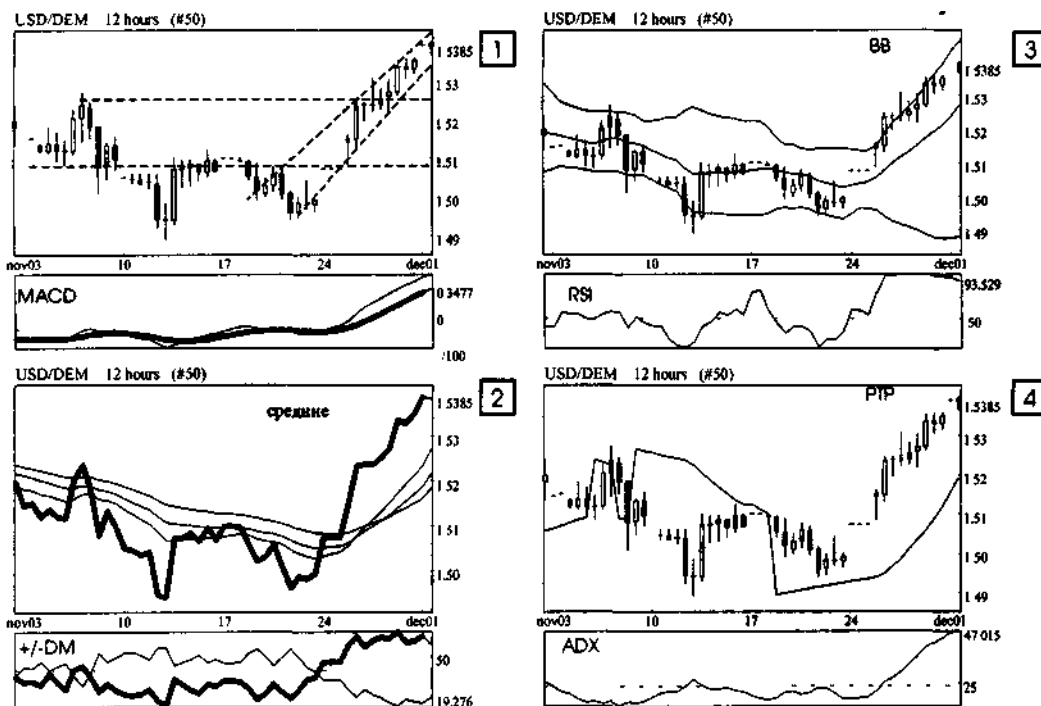 USD/DEM 12 hours (#50)
1
1 5385
1 53
1 52
1 51
1 50
1 49
nov03 10 17 24 dec01
MACD
0 3477
0
/100
USD/DEM 12 hours (#50)
3
BB
1 5385
1 53
1 52
1 51
1 50
1 49
nov03 10 17 24 dec01
RSI
93.529
50
USD/DEM 12 hours (#50)
2
средние
1 5385
1 53
1 52
1 51
1 50
nov03 10 17 24 dec01
+/-DM
50
19.276
USD/DEM 12 hours (#50)
4
PTP
1 5385
1 53
1 52
1 51
1 50
1 49
nov03 10 17 24 dec01
ADX
47 015
25